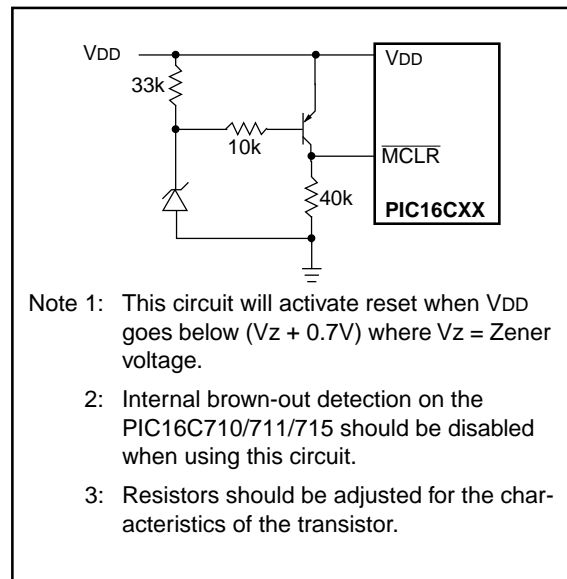 VDD
VDD
33k
10k
MCLR
40k
PIC16CXX
Note 1: This circuit will activate reset when VDD
goes below (Vz + 0.7V) where Vz = Zener
voltage.
2: Internal brown-out detection on the
PIC16C710/711/715 should be disabled
when using this circuit.
3: Resistors should be adjusted for the char-
acteristics of the transistor.